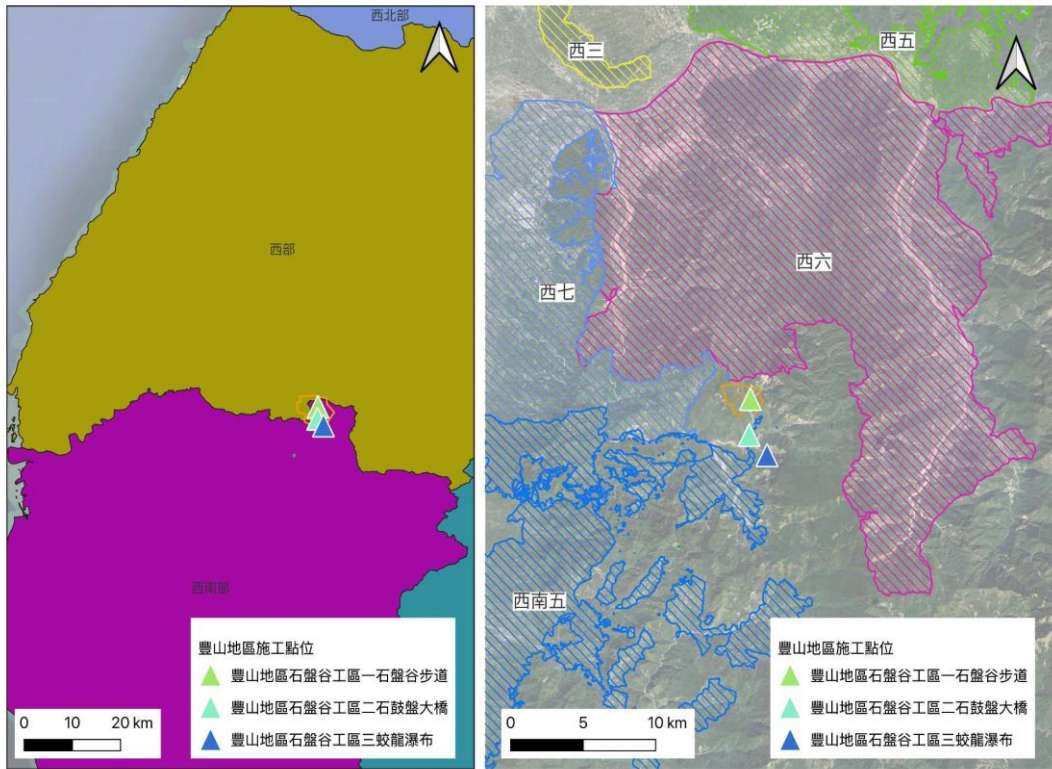 西北部
西部
西南部
豐山地區施工點位
豐山地區石盤谷工區一石盤谷步道
豐山地區石盤谷工區二石鼓盤大橋
豐山地區石盤谷工區三蛟龍瀑布
0 10 20 km
西三
西五
西六
西七
西南五
豐山地區施工點位
豐山地區石盤谷工區一石盤谷步道
豐山地區石盤谷工區二石鼓盤大橋
豐山地區石盤谷工區三蛟龍瀑布
0 5 10 km